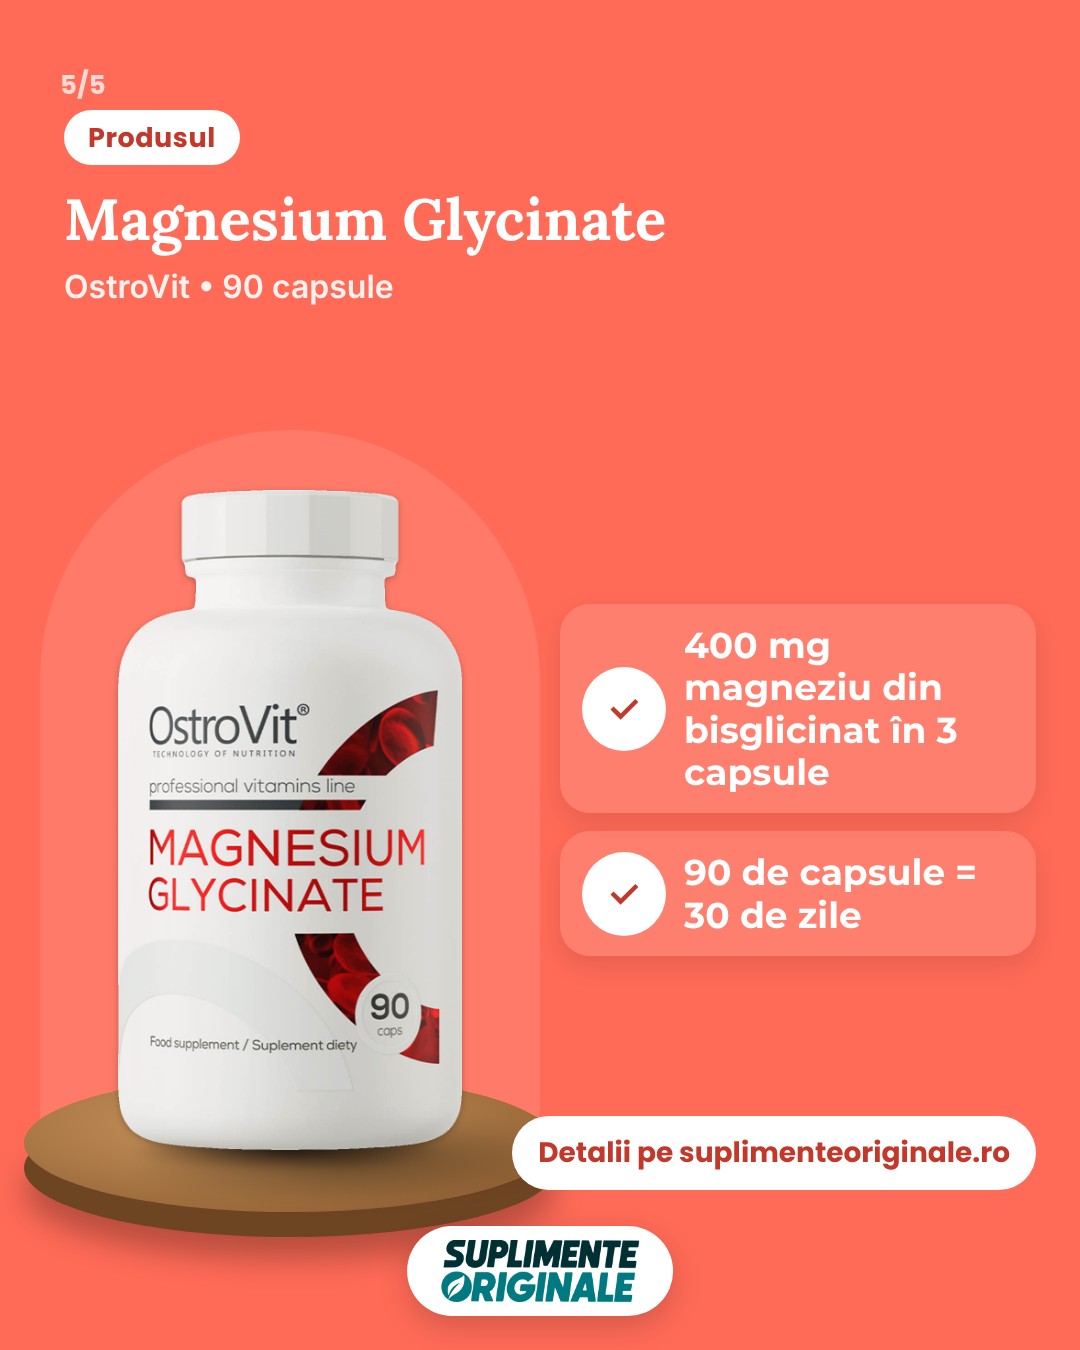 5/5
Produsul
Magnesium Glycinate
OstroVit • 90 capsule
OstroVit®
TECHNOLOGY OF NUTRITION
professional vitamins line
MAGNESIUM
GLYCINATE
90
caps
Food supplement / Suplement diety
400 mg
magneziu din
bisglicinat în 3
capsule
90 de capsule =
30 de zile
Detalii pe suplimenteoriginale.ro
SUPLIMENTE
ORIGINALE